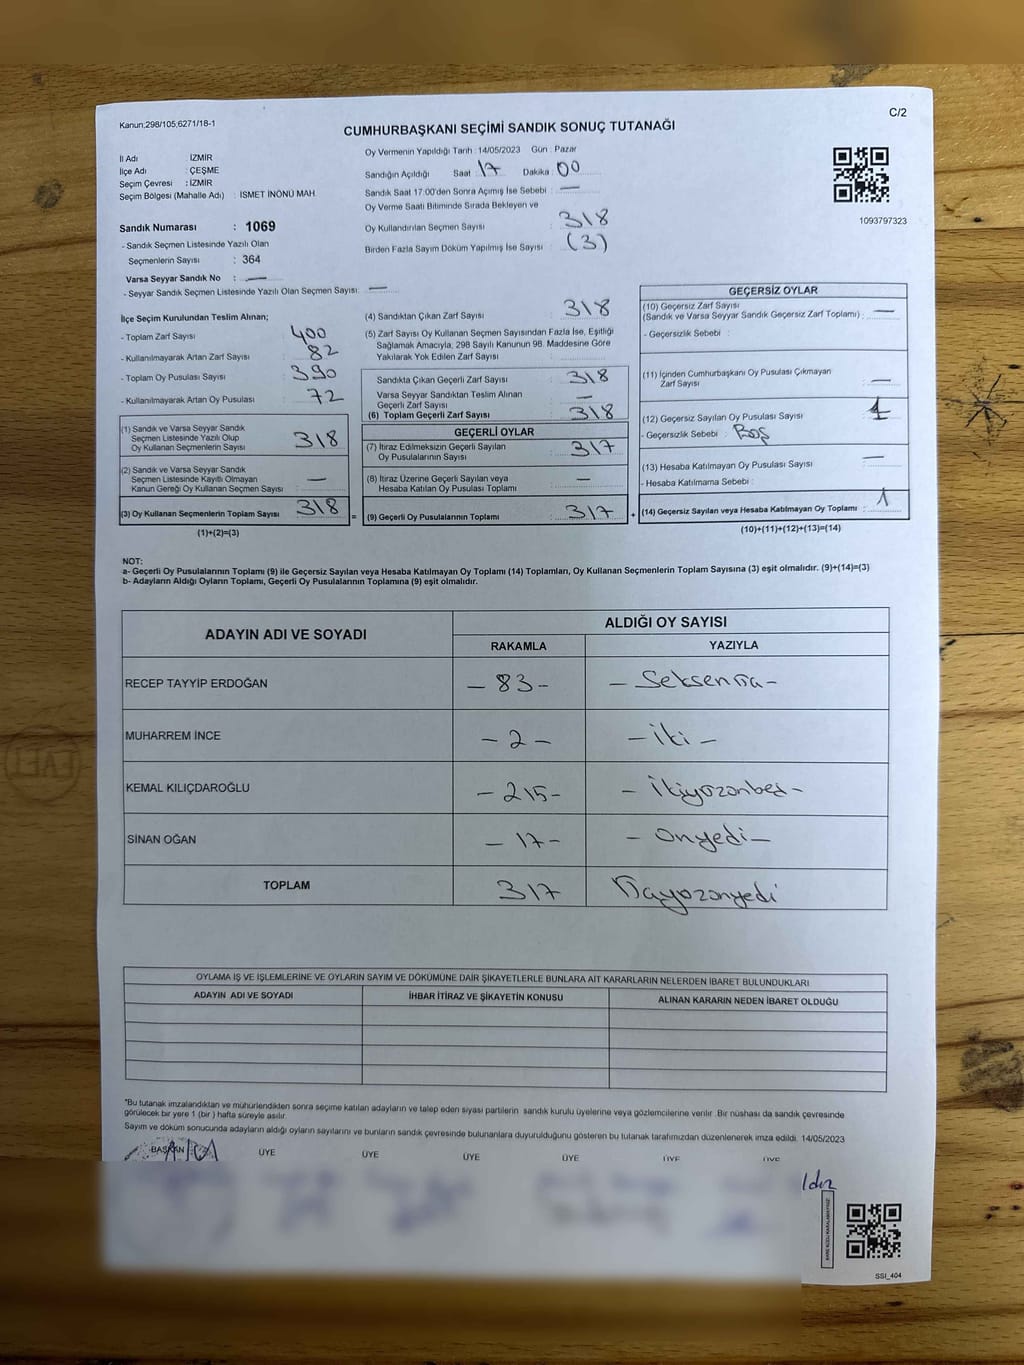 Kanun;298/105,6271/18-1
C/2
CUMHURBAŞKANI SEÇİMİ SANDIK SONUÇ TUTANAĞI
İl Adı : İZMİR
İlçe Adı : ÇEŞME
Seçim Çevresi : İZMİR
Seçim Bölgesi (Mahalle Adı) : İSMET İNÖNÜ MAH.
Oy Vermenin Yapıldığı Tarih : 14/05/2023 Gün : Pazar
Sandığın Açıldığı Saat : 17 Dakika : 00
Sandık Saat 17:00'den Sonra Açımış İse Sebebi : —
Oy Verme Saati Bitiminde Sırada Bekleyen ve
Oy Kullandırılan Seçmen Sayısı : 318
Birden Fazla Sayım Döküm Yapılmış İse Sayısı : (3)
1093797323
Sandık Numarası : 1069
- Sandık Seçmen Listesinde Yazılı Olan
Seçmenlerin Sayısı : 364
Varsa Seyyar Sandık No : —
- Seyyar Sandık Seçmen Listesinde Yazılı Olan Seçmen Sayısı: —
İlçe Seçim Kurulundan Teslim Alınan;
- Toplam Zarf Sayısı : 400
- Kullanılmayarak Artan Zarf Sayısı : 82
- Toplam Oy Pusulası Sayısı : 390
- Kullanılmayarak Artan Oy Pusulası : 72
(1) Sandık ve Varsa Seyyar Sandık
Seçmen Listesinde Yazılı Olup
Oy Kullanan Seçmenlerin Sayısı : 318
(2) Sandık ve Varsa Seyyar Sandık
Seçmen Listesinde Kayıtlı Olmayan
Kanun Gereği Oy Kullanan Seçmen Sayısı : —
(3) Oy Kullanan Seçmenlerin Toplam Sayısı : 318 =
(1)+(2)=(3)
(4) Sandıktan Çıkan Zarf Sayısı : 318
(5) Zarf Sayısı Oy Kullanan Seçmen Sayısından Fazla İse, Eşitliği
Sağlamak Amacıyla, 298 Sayılı Kanunun 98. Maddesine Göre
Yakılarak Yok Edilen Zarf Sayısı :
Sandıkta Çıkan Geçerli Zarf Sayısı : 318
Varsa Seyyar Sandıktan Teslim Alınan
Geçerli Zarf Sayısı : —
(6) Toplam Geçerli Zarf Sayısı : 318
GEÇERLİ OYLAR
(7) İtiraz Edilmeksizin Geçerli Sayılan
Oy Pusulalarının Sayısı : 317
(8) İtiraz Üzerine Geçerli Sayılan veya
Hesaba Katılan Oy Pusulası Toplamı : —
(9) Geçerli Oy Pusulalarının Toplamı : 317 +
GEÇERSİZ OYLAR
(10) Geçersiz Zarf Sayısı
(Sandık ve Varsa Seyyar Sandık Geçersiz Zarf Toplamı) : —
- Geçersizlik Sebebi :
(11) İçinden Cumhurbaşkanı Oy Pusulası Çıkmayan
Zarf Sayısı : —
(12) Geçersiz Sayılan Oy Pusulası Sayısı : 1
- Geçersizlik Sebebi : Boş
(13) Hesaba Katılmayan Oy Pusulası Sayısı : —
- Hesaba Katılmama Sebebi :
(14) Geçersiz Sayılan veya Hesaba Katılmayan Oy Toplamı : 1
(10)+(11)+(12)+(13)=(14)
NOT:
a- Geçerli Oy Pusulalarının Toplamı (9) ile Geçersiz Sayılan veya Hesaba Katılmayan Oy Toplamı (14) Toplamları, Oy Kullanan Seçmenlerin Toplam Sayısına (3) eşit olmalıdır. (9)+(14)=(3)
b- Adayların Aldığı Oyların Toplamı, Geçerli Oy Pusulalarının Toplamına (9) eşit olmalıdır.
ADAYIN ADI VE SOYADI
ALDIĞI OY SAYISI
RAKAMLA YAZIYLA
RECEP TAYYİP ERDOĞAN -83- - Seksenüç -
MUHARREM İNCE -2- - iki -
KEMAL KILIÇDAROĞLU -215- - ikiyüzonbeş -
SİNAN OĞAN -17- - onyedi -
TOPLAM 317 üçyüzonyedi
OYLAMA İŞ VE İŞLEMLERİNE VE OYLARIN SAYIM VE DÖKÜMÜNE DAİR ŞİKAYETLERLE BUNLARA AİT KARARLARIN NELERDEN İBARET BULUNDUKLARI
ADAYIN ADI VE SOYADI İHBAR İTİRAZ VE ŞİKAYETİN KONUSU ALINAN KARARIN NEDEN İBARET OLDUĞU
"Bu tutanak imzalandıktan ve mühürlendikten sonra seçime katılan adayların ve talep eden siyasi partilerin sandık kurulu üyelerine veya gözlemcilerine verilir. Bir nüshası da sandık çevresinde
görülecek bir yere 1 (bir ) hafta süreyle asılır.
Sayım ve döküm sonucunda adayların aldığı oyların sayılarını ve bunların sandık çevresinde bulunanlara duyurulduğunu gösteren bu tutanak tarafımızdan düzenlenerek imza edildi. 14/05/2023
BAŞKAN ÜYE ÜYE ÜYE ÜYE ÜYE ÜYE
SSİ_404